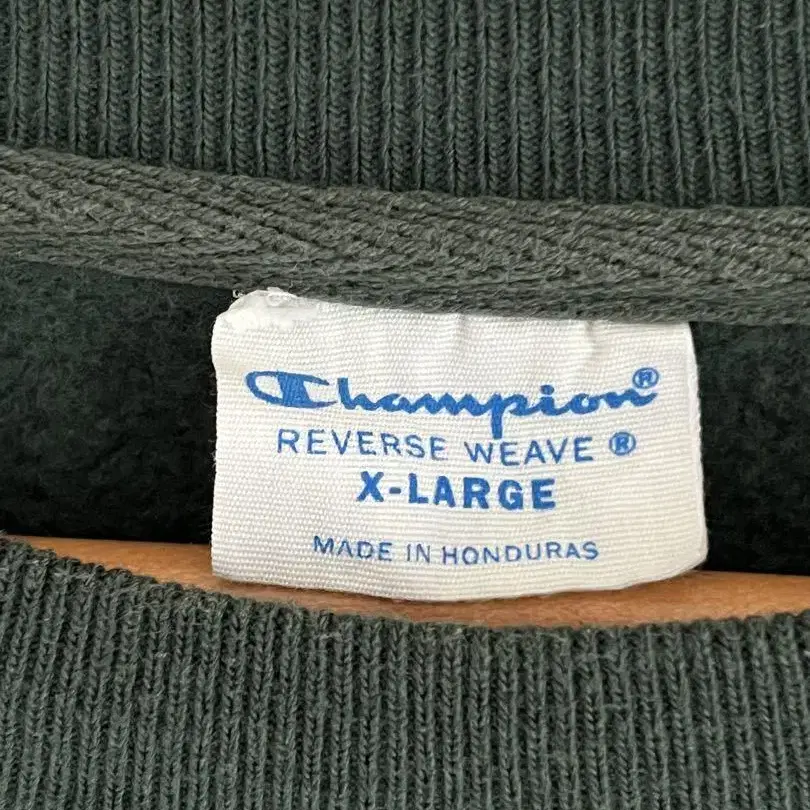 Champion®
REVERSE WEAVE ®
X-LARGE
MADE IN HONDURAS